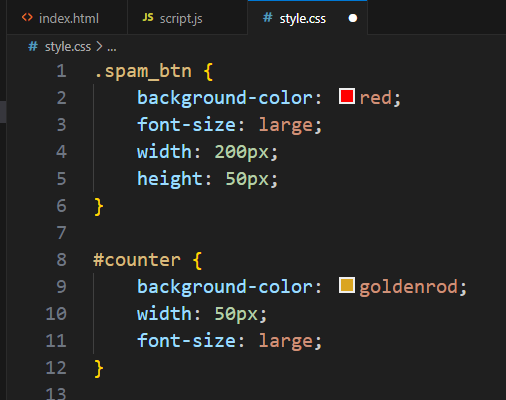 <> index.html JS script.js # style.css
# style.css > ...
1 .spam_btn {
2     background-color: red;
3     font-size: large;
4     width: 200px;
5     height: 50px;
6 }
7
8 #counter {
9     background-color: goldenrod;
10     width: 50px;
11     font-size: large;
12 }
13